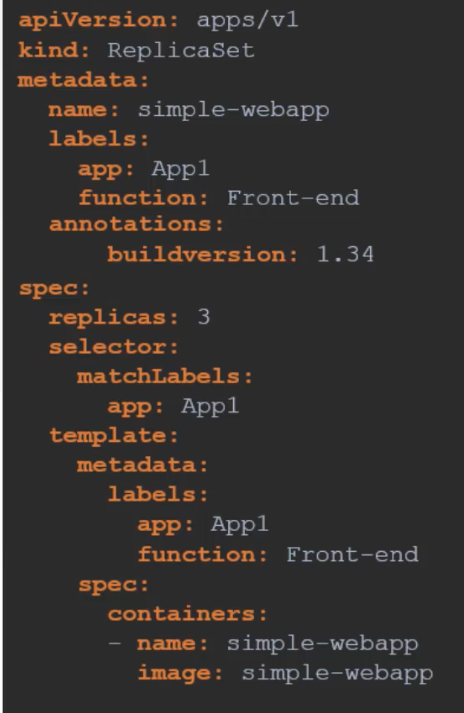 apiVersion: apps/v1
kind: ReplicaSet
metadata:
  name: simple-webapp
  labels:
    app: App1
    function: Front-end
  annotations:
      buildversion: 1.34
spec:
  replicas: 3
  selector:
    matchLabels:
      app: App1
  template:
    metadata:
      labels:
        app: App1
        function: Front-end
    spec:
      containers:
      - name: simple-webapp
        image: simple-webapp